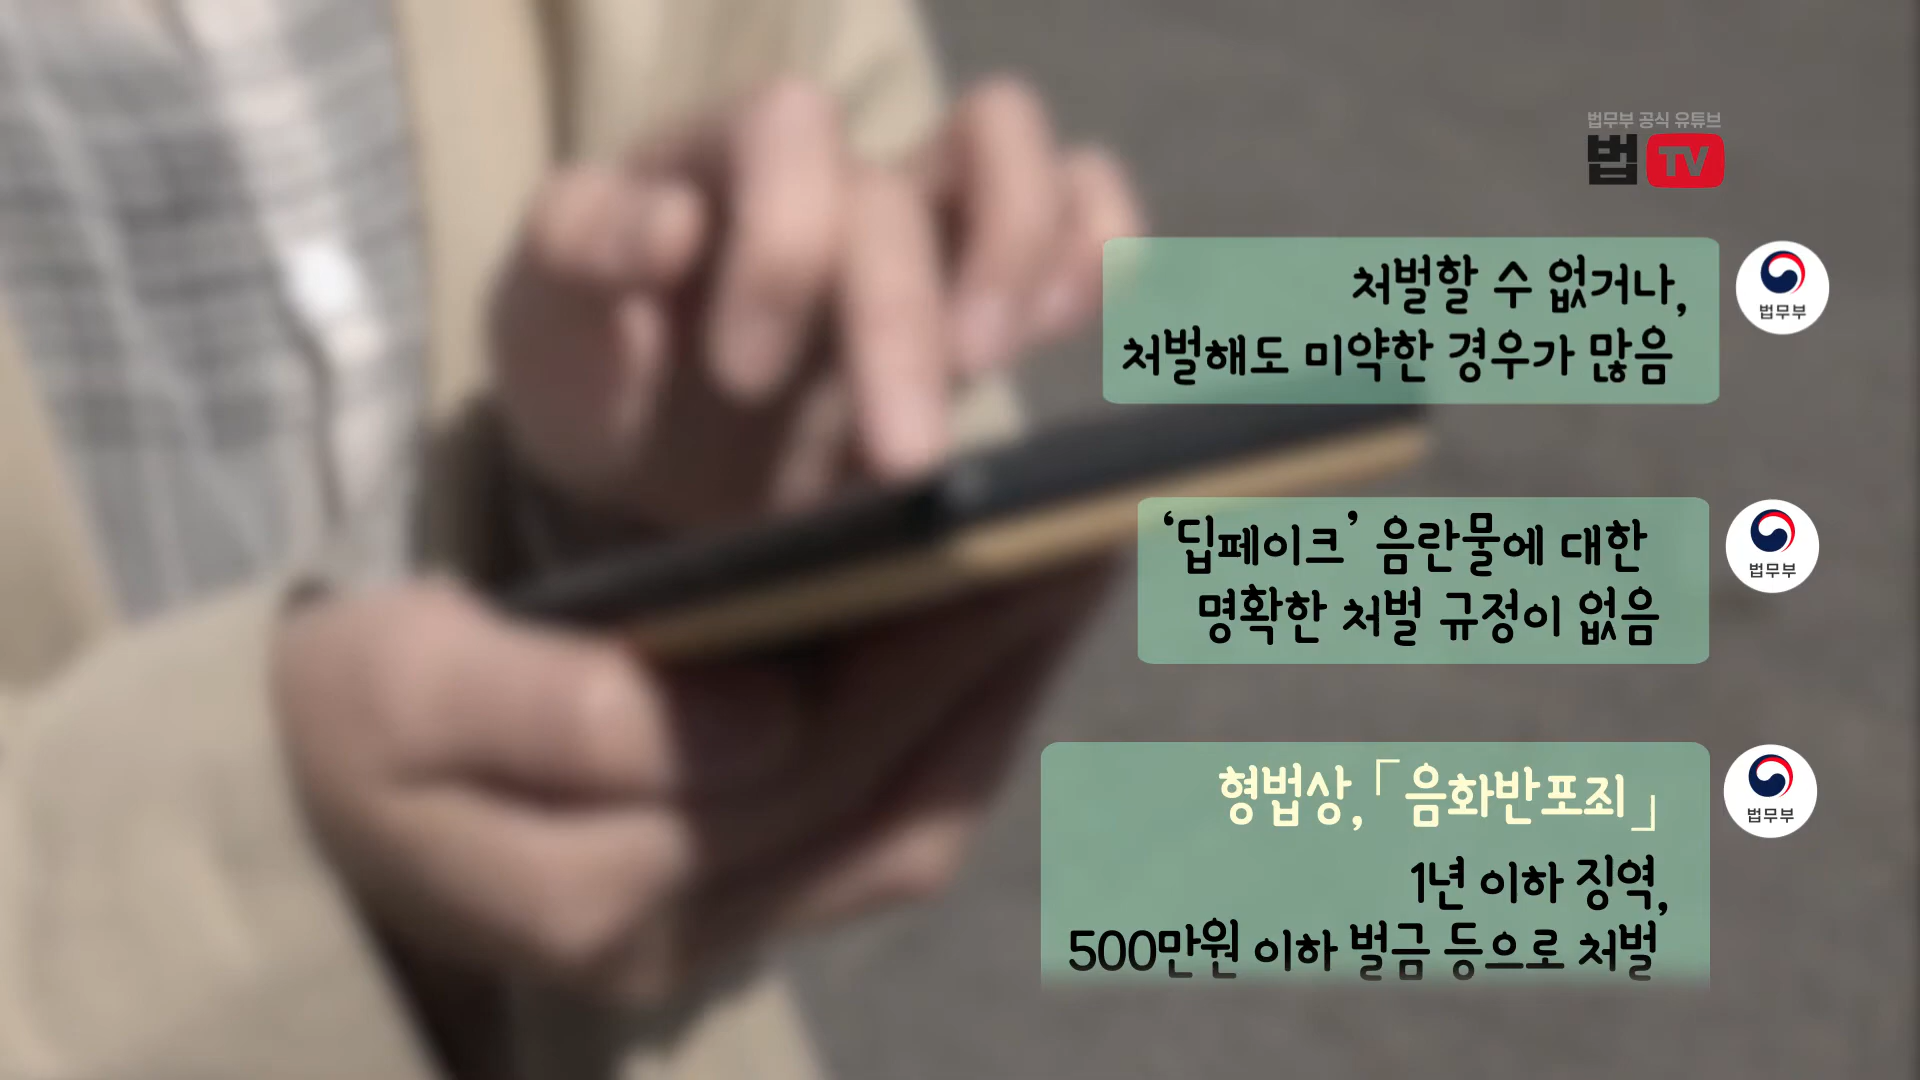 법무부 공식 유튜브
법TV
처벌할 수 없거나,
처벌해도 미약한 경우가 많음
법무부
‘딥페이크’ 음란물에 대한
명확한 처벌 규정이 없음
법무부
형법상,「음화반포죄」
1년 이하 징역,
500만원 이하 벌금 등으로 처벌
법무부